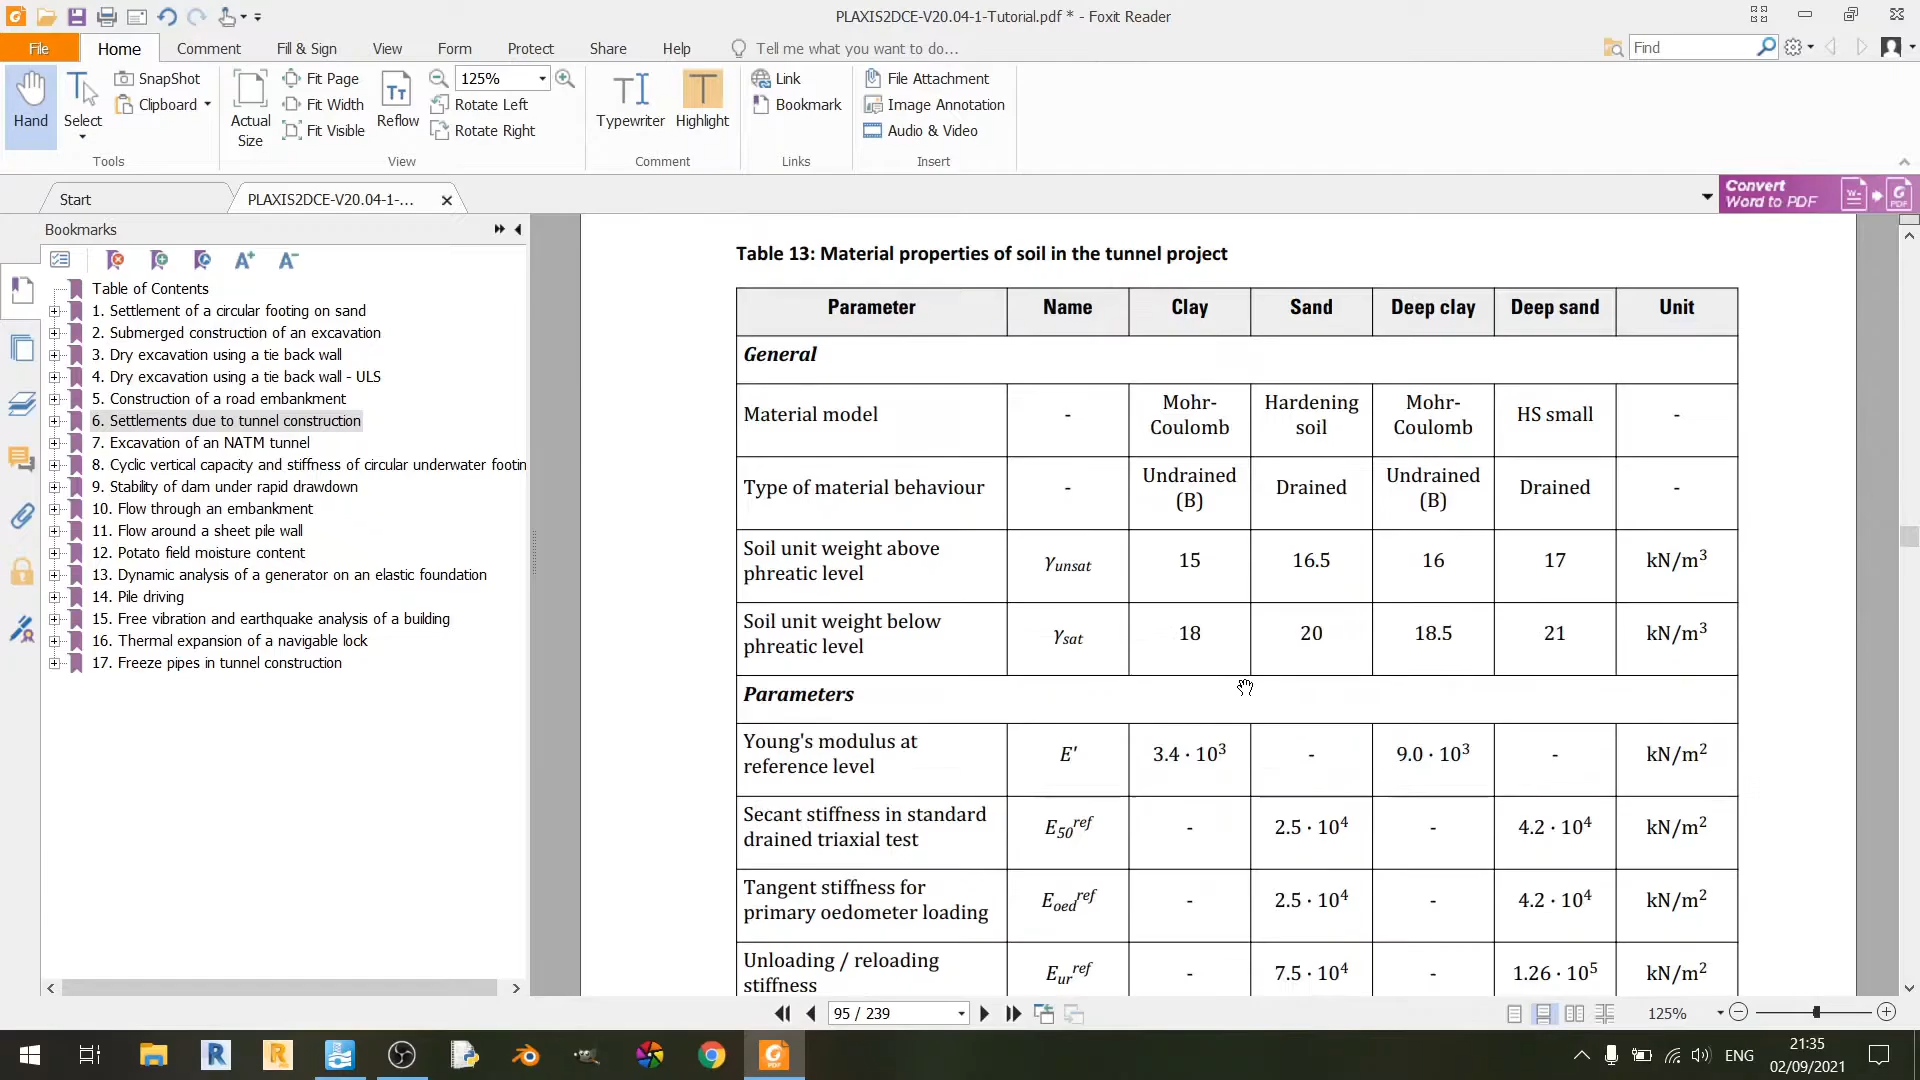 PLAXIS2DCE-V20.04-1-Tutorial.pdf * - Foxit Reader
File Home Comment Fill & Sign View Form Protect Share Help Tell me what you want to do... Find
Hand
Select
SnapShot
Clipboard
Tools
Actual
Size
Fit Page
Fit Width
Fit Visible
Reflow
125%
Rotate Left
Rotate Right
View
Typewriter
Highlight
Comment
Link
Bookmark
Links
File Attachment
Image Annotation
Audio & Video
Insert
Start
PLAXIS2DCE-V20.04-1-...
Convert
Word to PDF
Bookmarks
Table of Contents
1. Settlement of a circular footing on sand
2. Submerged construction of an excavation
3. Dry excavation using a tie back wall
4. Dry excavation using a tie back wall - ULS
5. Construction of a road embankment
6. Settlements due to tunnel construction
7. Excavation of an NATM tunnel
8. Cyclic vertical capacity and stiffness of circular underwater footin
9. Stability of dam under rapid drawdown
10. Flow through an embankment
11. Flow around a sheet pile wall
12. Potato field moisture content
13. Dynamic analysis of a generator on an elastic foundation
14. Pile driving
15. Free vibration and earthquake analysis of a building
16. Thermal expansion of a navigable lock
17. Freeze pipes in tunnel construction
Table 13: Material properties of soil in the tunnel project
Parameter Name Clay Sand Deep clay Deep sand Unit
General
Material model - Mohr-Coulomb Hardening soil Mohr-Coulomb HS small -
Type of material behaviour - Undrained (B) Drained Undrained (B) Drained -
Soil unit weight above phreatic level γunsat 15 16.5 16 17 kN/m³
Soil unit weight below phreatic level γsat 18 20 18.5 21 kN/m³
Parameters
Young's modulus at reference level E' 3.4 · 10³ - 9.0 · 10³ - kN/m²
Secant stiffness in standard drained triaxial test E50ref - 2.5 · 10⁴ - 4.2 · 10⁴ kN/m²
Tangent stiffness for primary oedometer loading Eoedref - 2.5 · 10⁴ - 4.2 · 10⁴ kN/m²
Unloading / reloading stiffness Eurref - 7.5 · 10⁴ - 1.26 · 10⁵ kN/m²
95 / 239
125%
ENG
21:35
02/09/2021